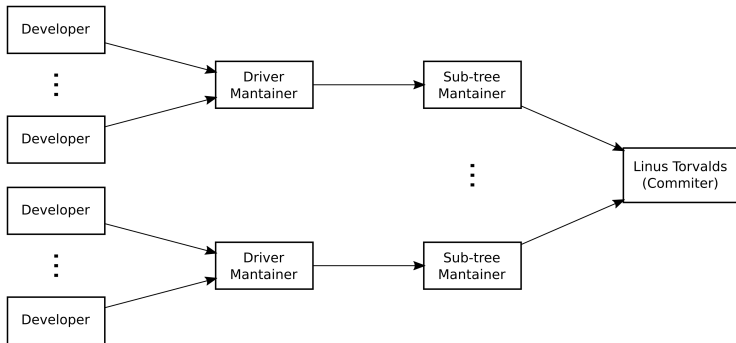 Developer
Developer
Driver
Mantainer
Sub-tree
Mantainer
Linus Torvalds
(Commiter)
Developer
Developer
Driver
Mantainer
Sub-tree
Mantainer